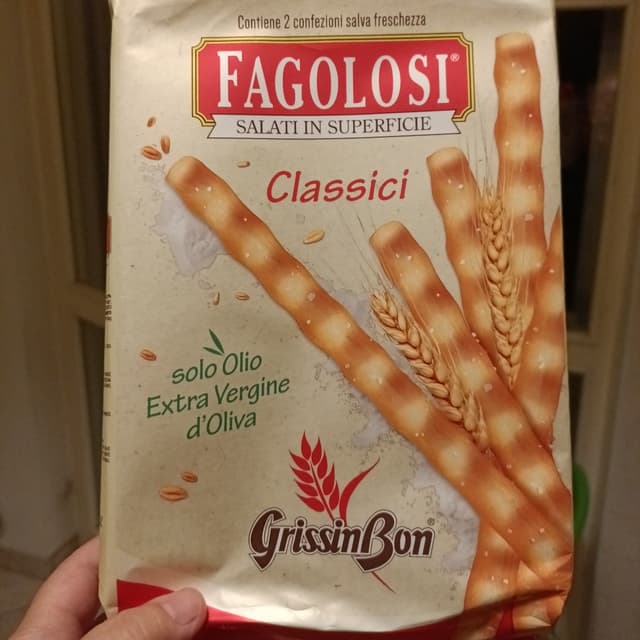 Contiene 2 confezioni salva freschezza
FAGOLOSI®
SALATI IN SUPERFICIE
Classici
solo Olio
Extra Vergine
d'Oliva
GrissinBon®